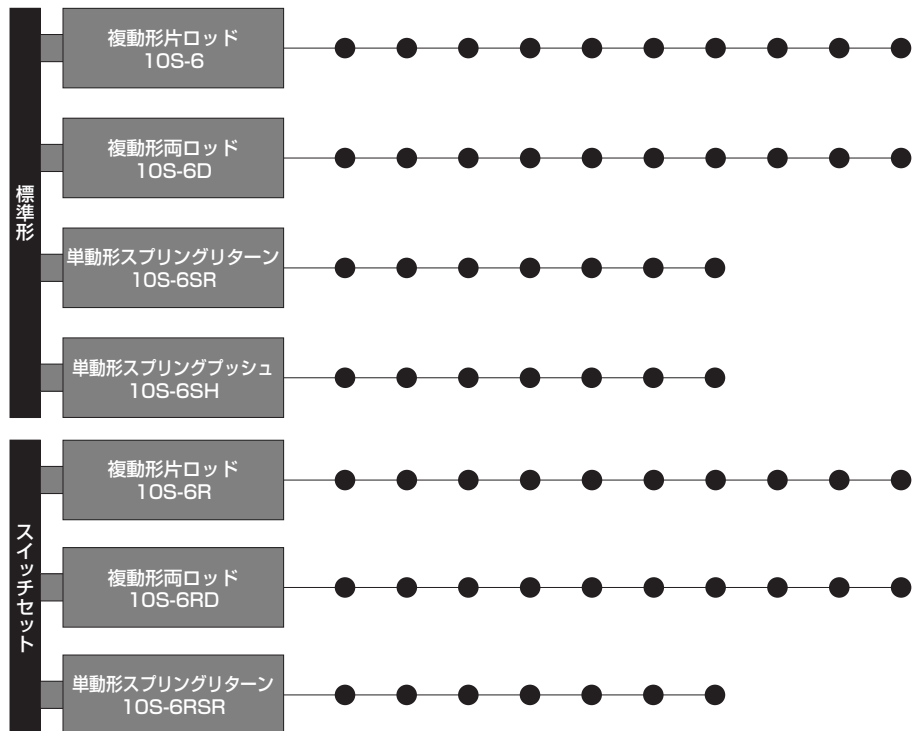 標準形
複動形片ロッド
10S-6
複動形両ロッド
10S-6D
単動形スプリングリターン
10S-6SR
単動形スプリングプッシュ
10S-6SH
スイッチセット
複動形片ロッド
10S-6R
複動形両ロッド
10S-6RD
単動形スプリングリターン
10S-6RSR